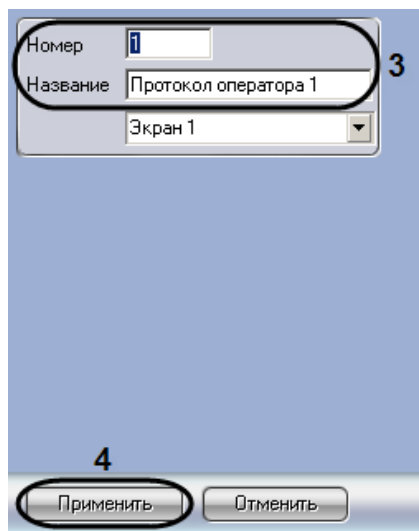 Номер 1
3
Название Протокол оператора 1
Экран 1
4
Применить Отменить